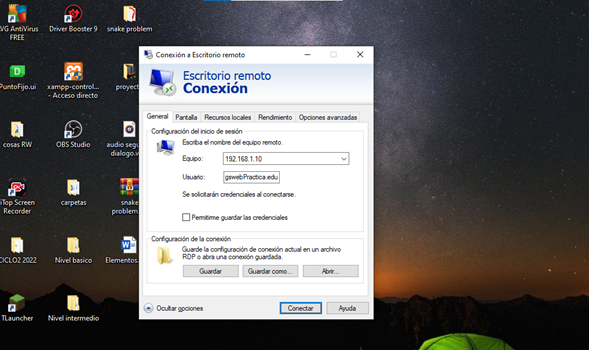 AVG AntiVirus
FREE
Driver Booster 9
snake problem
PuntoFijo.ui
xampp-control...
- Acceso directo
proyect
cosas RW
OBS Studio
audio segu
dialogo.w
iTop Screen
Recorder
carpetas
snake
problem
CICLO2 2022
Nivel basico
Elementos.
TLauncher
Nivel intermedio
Conexión a Escritorio remoto
Escritorio remoto
Conexión
General
Pantalla
Recursos locales
Rendimiento
Opciones avanzadas
Configuración del inicio de sesión
Escriba el nombre del equipo remoto.
Equipo:
192.168.1.10
Usuario:
gswebPractica.edu
Se solicitarán credenciales al conectarse.
Permitirme guardar las credenciales
Configuración de la conexión
Guarde la configuración de conexión actual en un archivo
RDP o abra una conexión guardada.
Guardar
Guardar como...
Abrir...
Ocultar opciones
Conectar
Ayuda